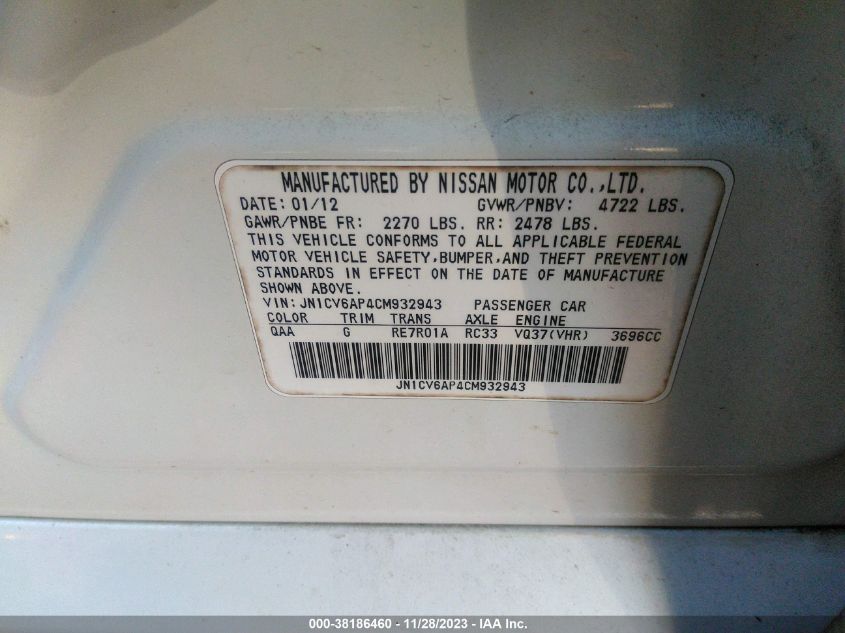 MANUFACTURED BY NISSAN MOTOR CO.,LTD.
DATE: 01/12 GVWR/PNBV: 4722 LBS.
GAWR/PNBE FR: 2270 LBS. RR: 2478 LBS.
THIS VEHICLE CONFORMS TO ALL APPLICABLE FEDERAL
MOTOR VEHICLE SAFETY,BUMPER,AND THEFT PREVENTION
STANDARDS IN EFFECT ON THE DATE OF MANUFACTURE
SHOWN ABOVE.
VIN: JN1CV6AP4CM932943 PASSENGER CAR
COLOR TRIM TRANS AXLE ENGINE
QAA G RE7R01A RC33 VQ37(VHR) 3696CC
JN1CV6AP4CM932943
000-38186460 - 11/28/2023 - IAA Inc.